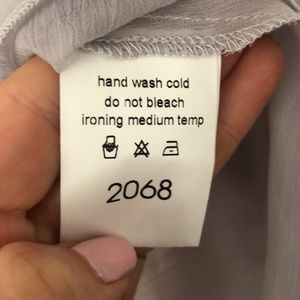 hand wash cold
do not bleach
ironing medium temp
2068